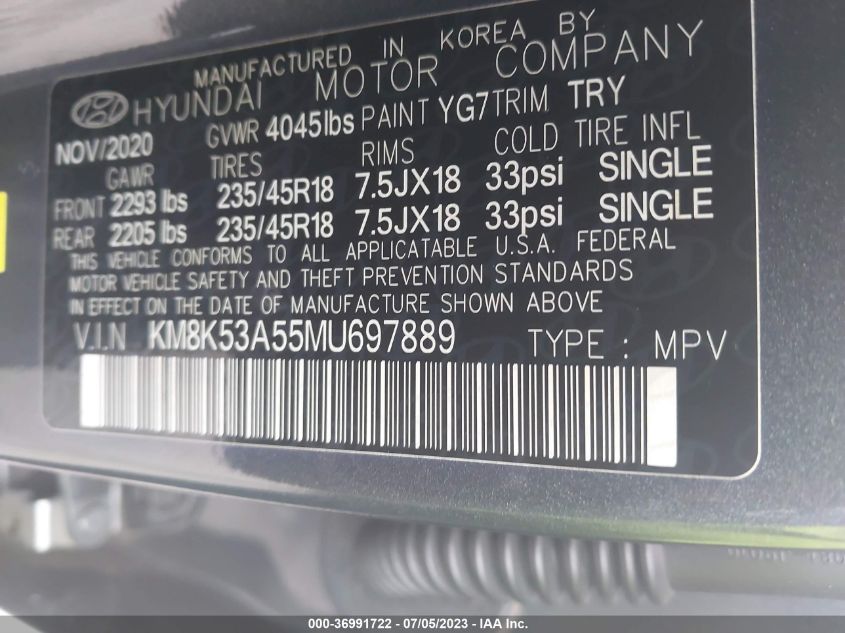 MANUFACTURED IN KOREA BY
HYUNDAI MOTOR COMPANY
NOV/2020 GVWR 4045lbs PAINT YG7 TRIM TRY
GAWR TIRES RIMS COLD TIRE INFL
FRONT 2293 lbs 235/45R18 7.5JX18 33psi SINGLE
REAR 2205 lbs 235/45R18 7.5JX18 33psi SINGLE
THIS VEHICLE CONFORMS TO ALL APPLICATABLE U.S.A. FEDERAL
MOTOR VEHICLE SAFETY AND THEFT PREVENTION STANDARDS
IN EFFECT ON THE DATE OF MANUFACTURE SHOWN ABOVE
V.I.N KM8K53A55MU697889 TYPE : MPV
000-36991722 - 07/05/2023 - IAA Inc.